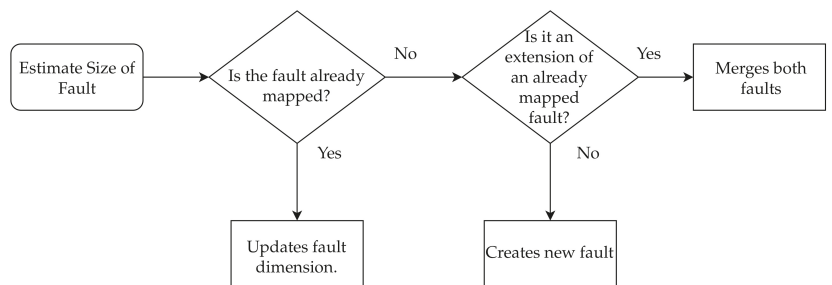 Estimate Size of
Fault
Is the fault already
mapped?
No
Yes
Is it an
extension of
an already
mapped
fault?
Yes
No
Merges both
faults
Updates fault
dimension.
Creates new fault